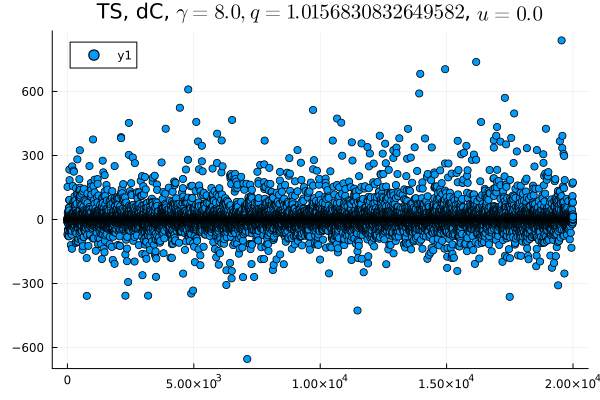 TS, dC, γ = 8.0, q = 1.0156830832649582, u = 0.0
y1
600
300
0
−300
−600
0 5.00×10³ 1.00×10⁴ 1.50×10⁴ 2.00×10⁴